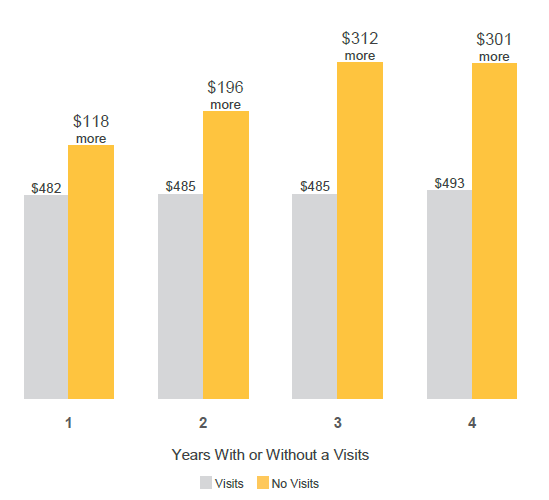 $312
more
$301
more
$196
more
$118
more
$482
$485
$485
$493
1
2
3
4
Years With or Without a Visits
Visits
No Visits